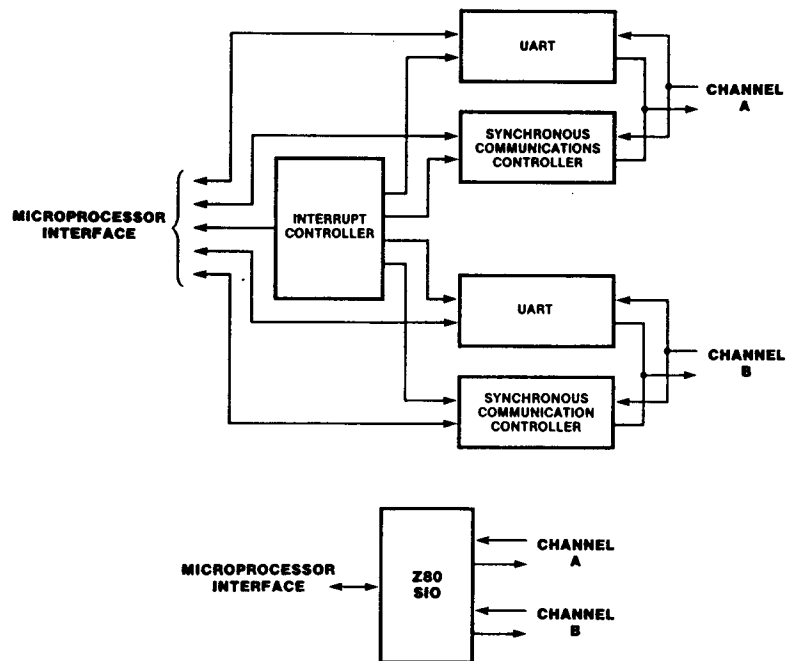 UART
CHANNEL
A
SYNCHRONOUS
COMMUNICATIONS
CONTROLLER
INTERRUPT
CONTROLLER
MICROPROCESSOR
INTERFACE
UART
CHANNEL
B
SYNCHRONOUS
COMMUNICATION
CONTROLLER
MICROPROCESSOR
INTERFACE
Z80
SIO
CHANNEL
A
CHANNEL
B